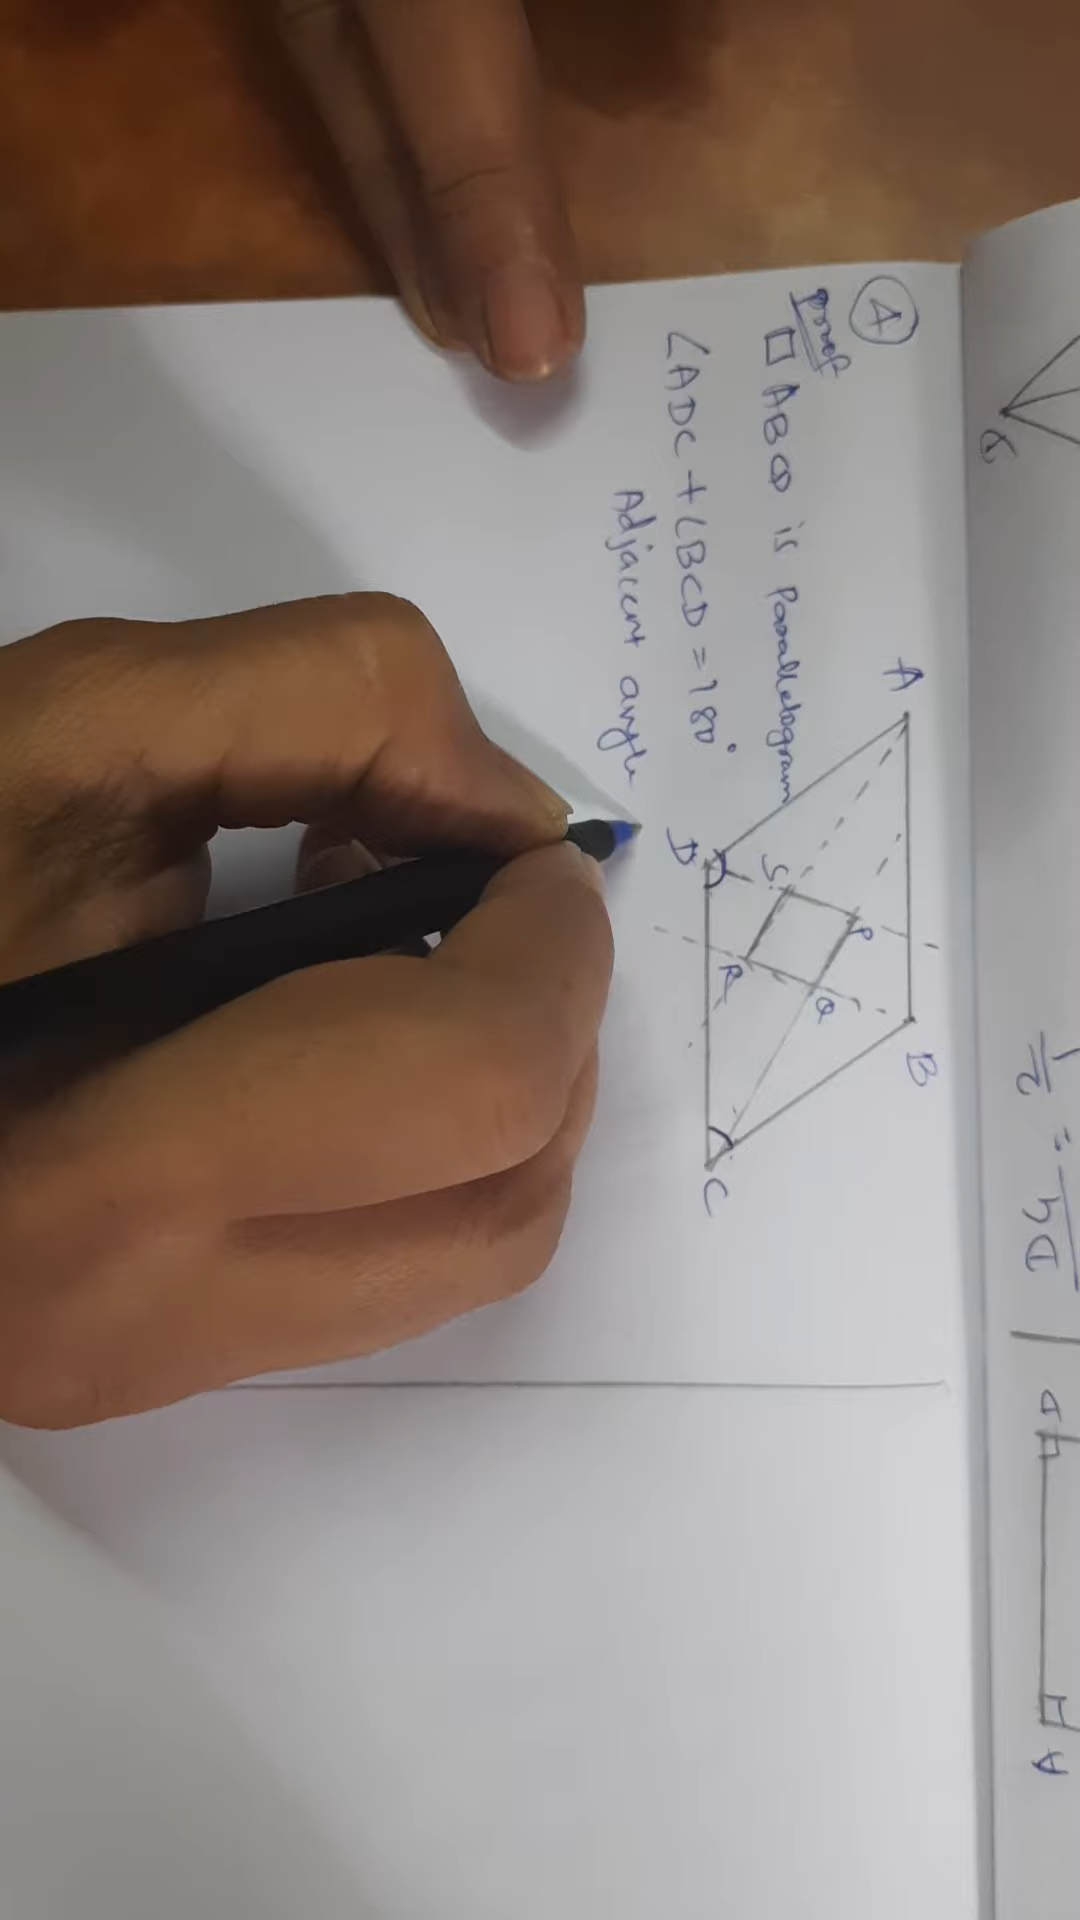 4
Proof
□ ABCD is Parallelogram
∠ADC + ∠BCD = 180°
Adjacent angle
A
B
P
S
Q
R
D
C
A